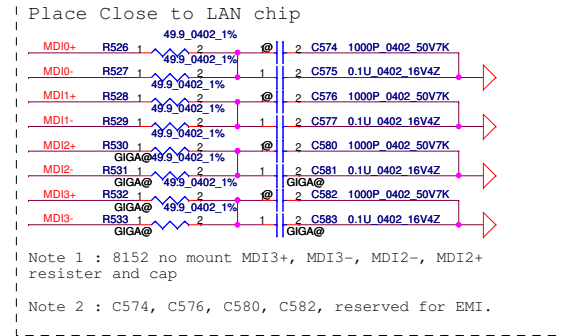 Place Close to LAN chip
49.9_0402_1%
MDI0+ R526 1 2 1@ 2 C574 1000P_0402_50V7K
49.9_0402_1%
MDI0- R527 1 2 1 2 C575 0.1U_0402_16V4Z
49.9_0402_1%
MDI1+ R528 1 2 1@ 2 C576 1000P_0402_50V7K
49.9_0402_1%
MDI1- R529 1 2 1 2 C577 0.1U_0402_16V4Z
49.9_0402_1%
MDI2+ R530 1 2 1@ 2 C580 1000P_0402_50V7K
GIGA@ 49.9_0402_1%
MDI2- R531 1 2 1 2 C581 0.1U_0402_16V4Z
GIGA@ 49.9_0402_1% GIGA@
MDI3+ R532 1 2 1@ 2 C582 1000P_0402_50V7K
GIGA@ 49.9_0402_1%
MDI3- R533 1 2 1 2 C583 0.1U_0402_16V4Z
GIGA@ GIGA@
Note 1 : 8152 no mount MDI3+, MDI3-, MDI2-, MDI2+
resister and cap
Note 2 : C574, C576, C580, C582, reserved for EMI.